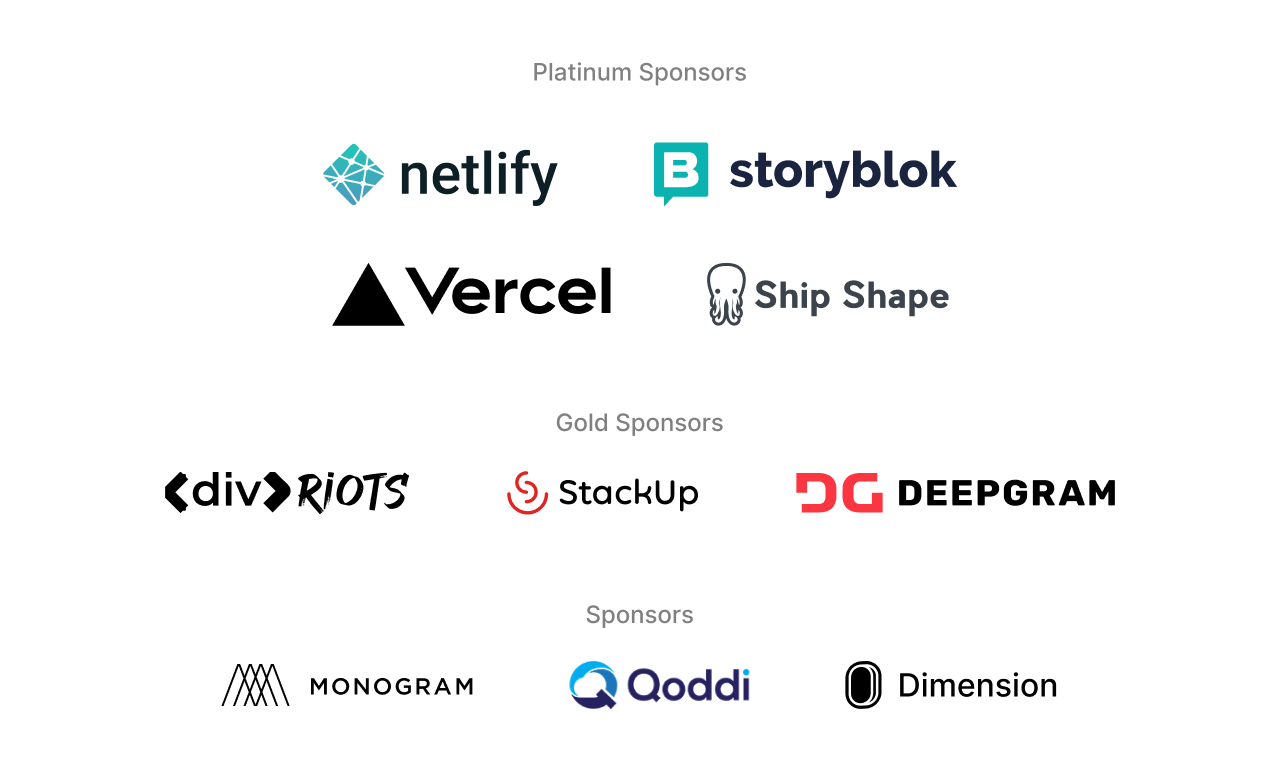 Platinum Sponsors
netlify
B storyblok
Vercel
Ship Shape
Gold Sponsors
<div> RiOTS
StackUp
DG DEEPGRAM
Sponsors
MONOGRAM
Qoddi
Dimension